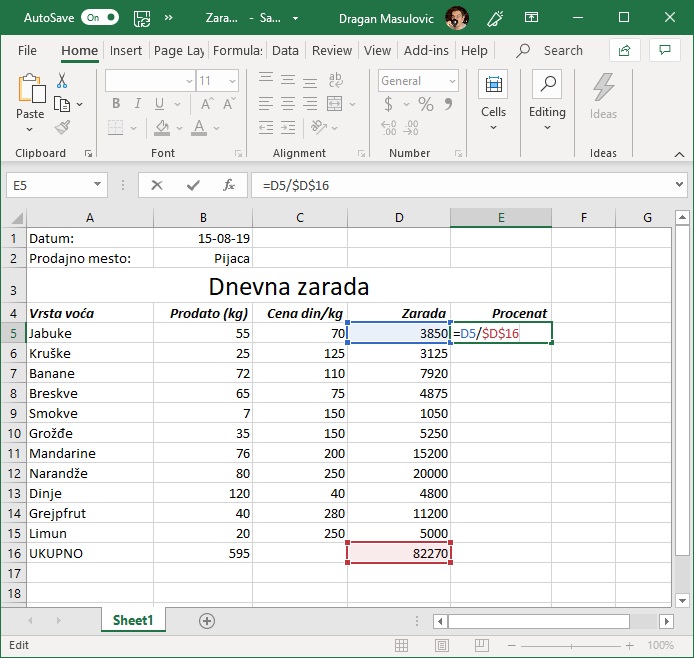 AutoSave On Zara... - Sa... Dragan Masulovic
File Home Insert Page Lay Formula: Data Review View Add-ins Help Search
Paste
11
B I U
A A
ab
General
$ % 9
Cells
Editing
Ideas
Clipboard Font Alignment Number Ideas
E5 fx =D5/$D$16
A B C D E F G
1 Datum: 15-08-19
2 Prodajno mesto: Pijaca
3 Dnevna zarada
4 Vrsta voća Prodato (kg) Cena din/kg Zarada Procenat
5 Jabuke 55 70 3850 =D5/$D$16
6 Kruške 25 125 3125
7 Banane 72 110 7920
8 Breskve 65 75 4875
9 Smokve 7 150 1050
10 Grožđe 35 150 5250
11 Mandarine 76 200 15200
12 Narandže 80 250 20000
13 Dinje 120 40 4800
14 Grejpfrut 40 280 11200
15 Limun 20 250 5000
16 UKUPNO 595 82270
17
18
Sheet1
Edit 100%